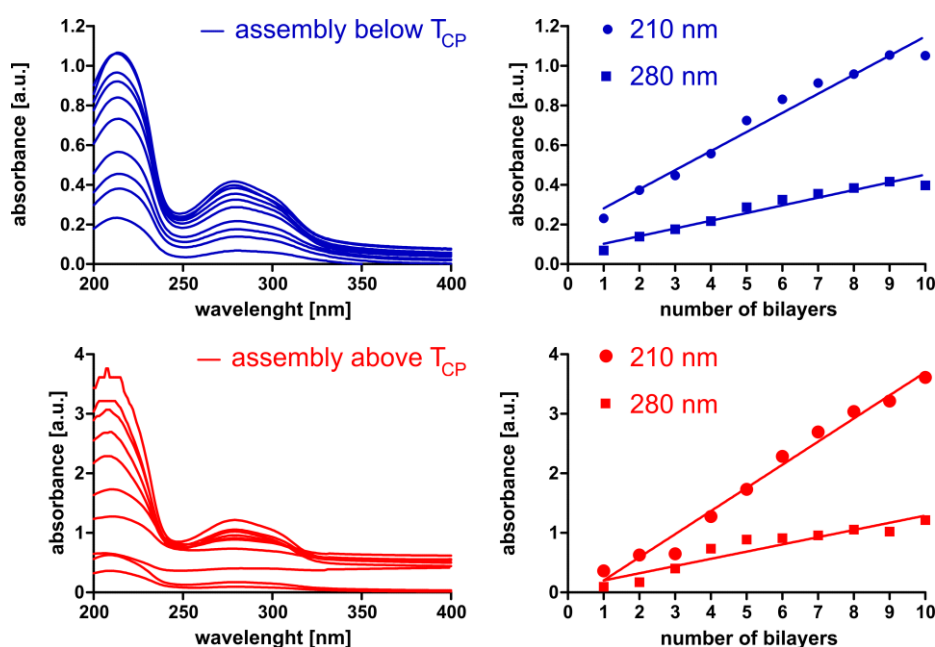 1.2
1.0
0.8
0.6
0.4
0.2
0.0
absorbance [a.u.]
200 250 300 350 400
wavelenght [nm]
— assembly below TCP
1.2
1.0
0.8
0.6
0.4
0.2
0.0
absorbance [a.u.]
0 1 2 3 4 5 6 7 8 9 10
number of bilayers
210 nm
280 nm
4
3
2
1
0
absorbance [a.u.]
200 250 300 350 400
wavelenght [nm]
— assembly above TCP
4
3
2
1
0
absorbance [a.u.]
0 1 2 3 4 5 6 7 8 9 10
number of bilayers
210 nm
280 nm